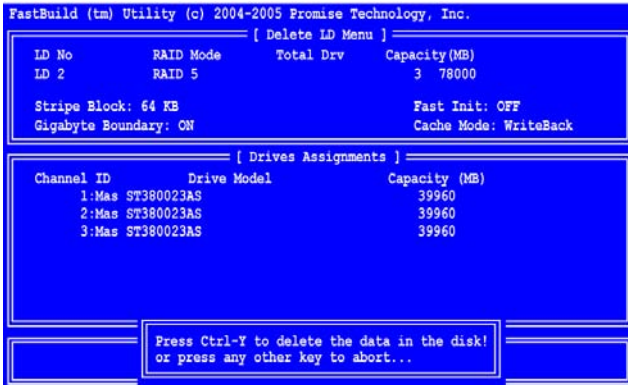 FastBuild (tm) Utility (c) 2004-2005 Promise Technology, Inc.
[ Delete LD Menu ]
LD No RAID Mode Total Drv Capacity(MB)
LD 2 RAID 5 3 78000
Stripe Block: 64 KB Fast Init: OFF
Gigabyte Boundary: ON Cache Mode: WriteBack
[ Drives Assignments ]
Channel ID Drive Model Capacity (MB)
1:Mas ST380023AS 39960
2:Mas ST380023AS 39960
3:Mas ST380023AS 39960
Press Ctrl-Y to delete the data in the disk!
or press any other key to abort...